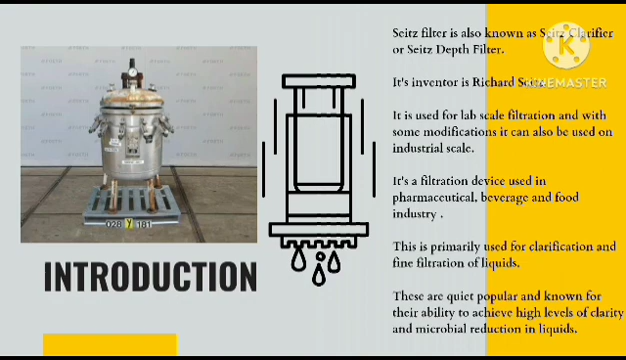 Seitz filter is also known as Seitz Clarifier
or Seitz Depth Filter.
It's inventor is Richard Seitz.
It is used for lab scale filtration and with
some modifications it can also be used on
industrial scale.
It's a filtration device used in
pharmaceutical, beverage and food
industry .
This is primarily used for clarification and
fine filtration of liquids.
These are quiet popular and known for
their ability to achieve high levels of clarity
and microbial reduction in liquids.
INTRODUCTION
028 Y 181
K
KINEMASTER